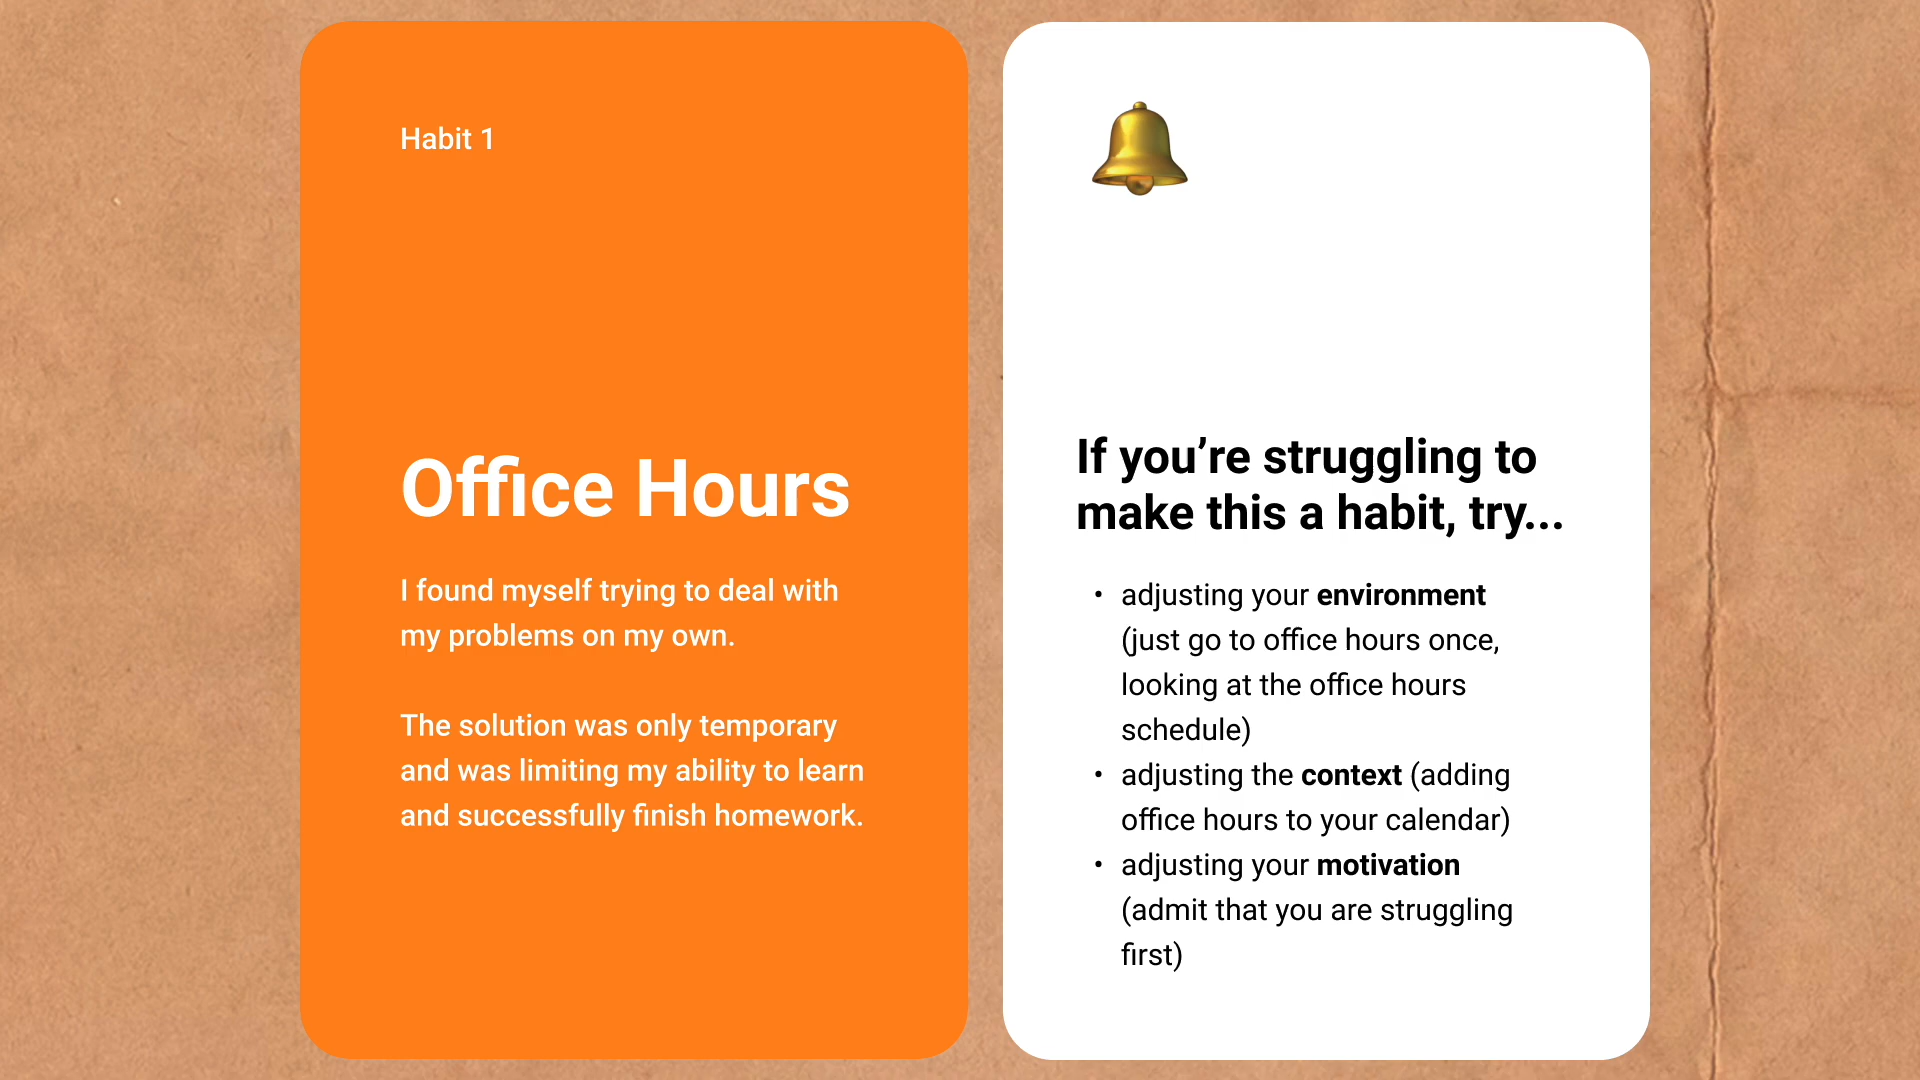 Habit 1
Office Hours
I found myself trying to deal with
my problems on my own.
The solution was only temporary
and was limiting my ability to learn
and successfully finish homework.
If you’re struggling to
make this a habit, try...
• adjusting your environment
(just go to office hours once,
looking at the office hours
schedule)
• adjusting the context (adding
office hours to your calendar)
• adjusting your motivation
(admit that you are struggling
first)